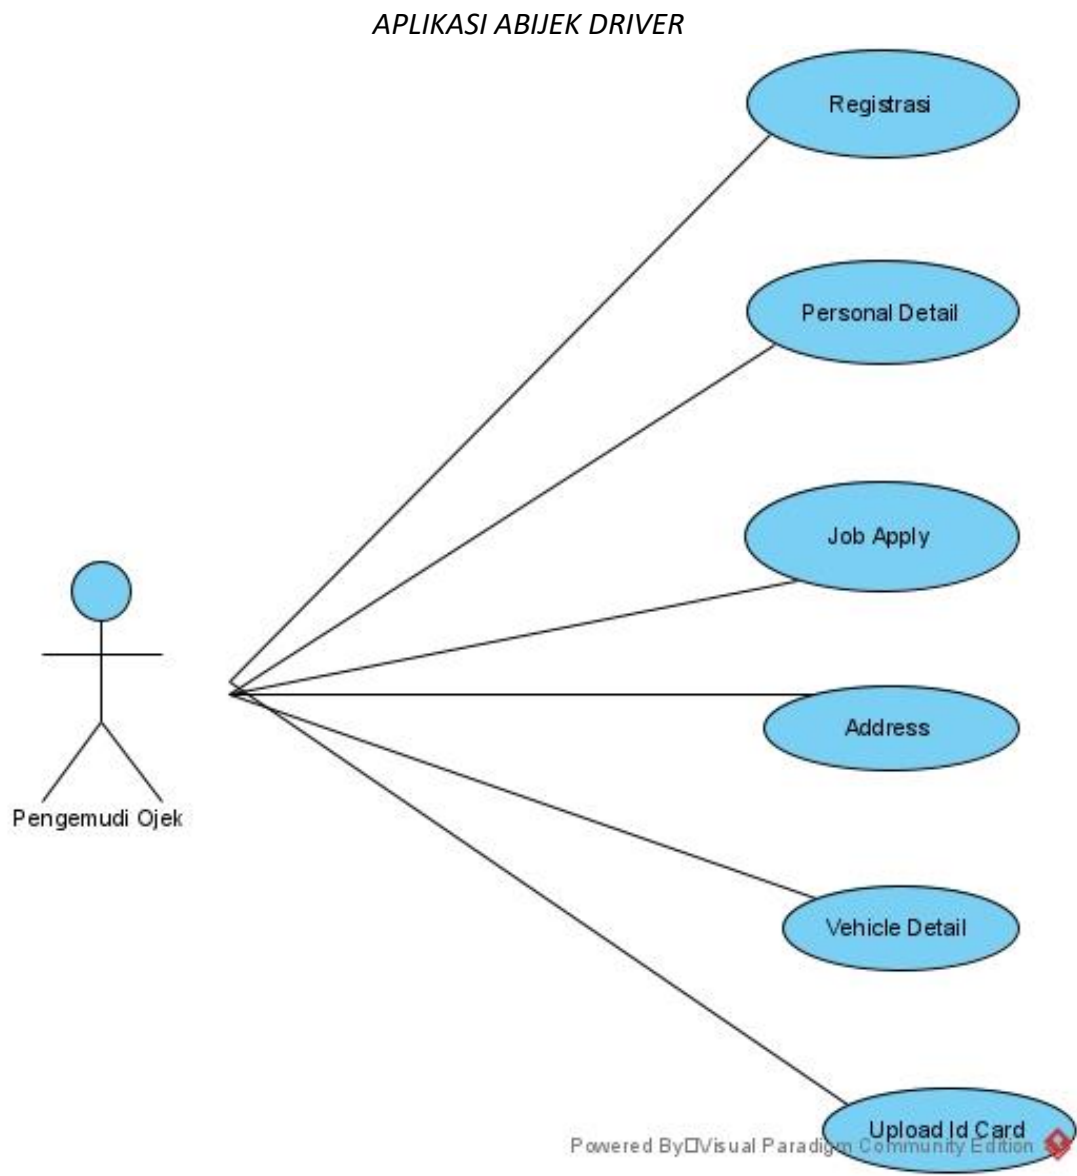 APLIKASI ABIJEK DRIVER
Registrasi
Personal Detail
Job Apply
Address
Pengemudi Ojek
Vehicle Detail
Upload Id Card
Powered By□Visual Paradigm Community Edition